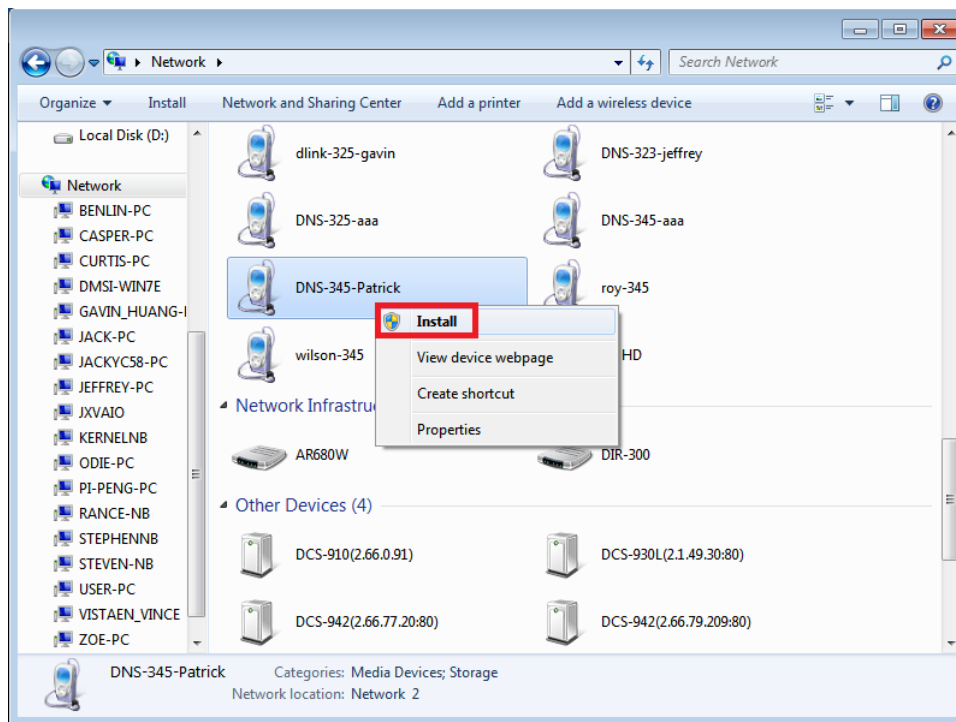 Network
Search Network
Organize Install Network and Sharing Center Add a printer Add a wireless device
Local Disk (D:)
Network
BENLIN-PC
CASPER-PC
CURTIS-PC
DMSI-WIN7E
GAVIN_HUANG-
JACK-PC
JACKYC58-PC
JEFFREY-PC
JXVAIO
KERNELNB
ODIE-PC
PI-PENG-PC
RANCE-NB
STEPHENNB
STEVEN-NB
USER-PC
VISTAEN_VINCE
ZOE-PC
dlink-325-gavin DNS-323-jeffrey
DNS-325-aaa DNS-345-aaa
DNS-345-Patrick roy-345
wilson-345 HD
Install
View device webpage
Create shortcut
Properties
Network Infrastru
AR680W DIR-300
Other Devices (4)
DCS-910(2.66.0.91) DCS-930L(2.1.49.30:80)
DCS-942(2.66.77.20:80) DCS-942(2.66.79.209:80)
DNS-345-Patrick Categories: Media Devices; Storage
Network location: Network 2